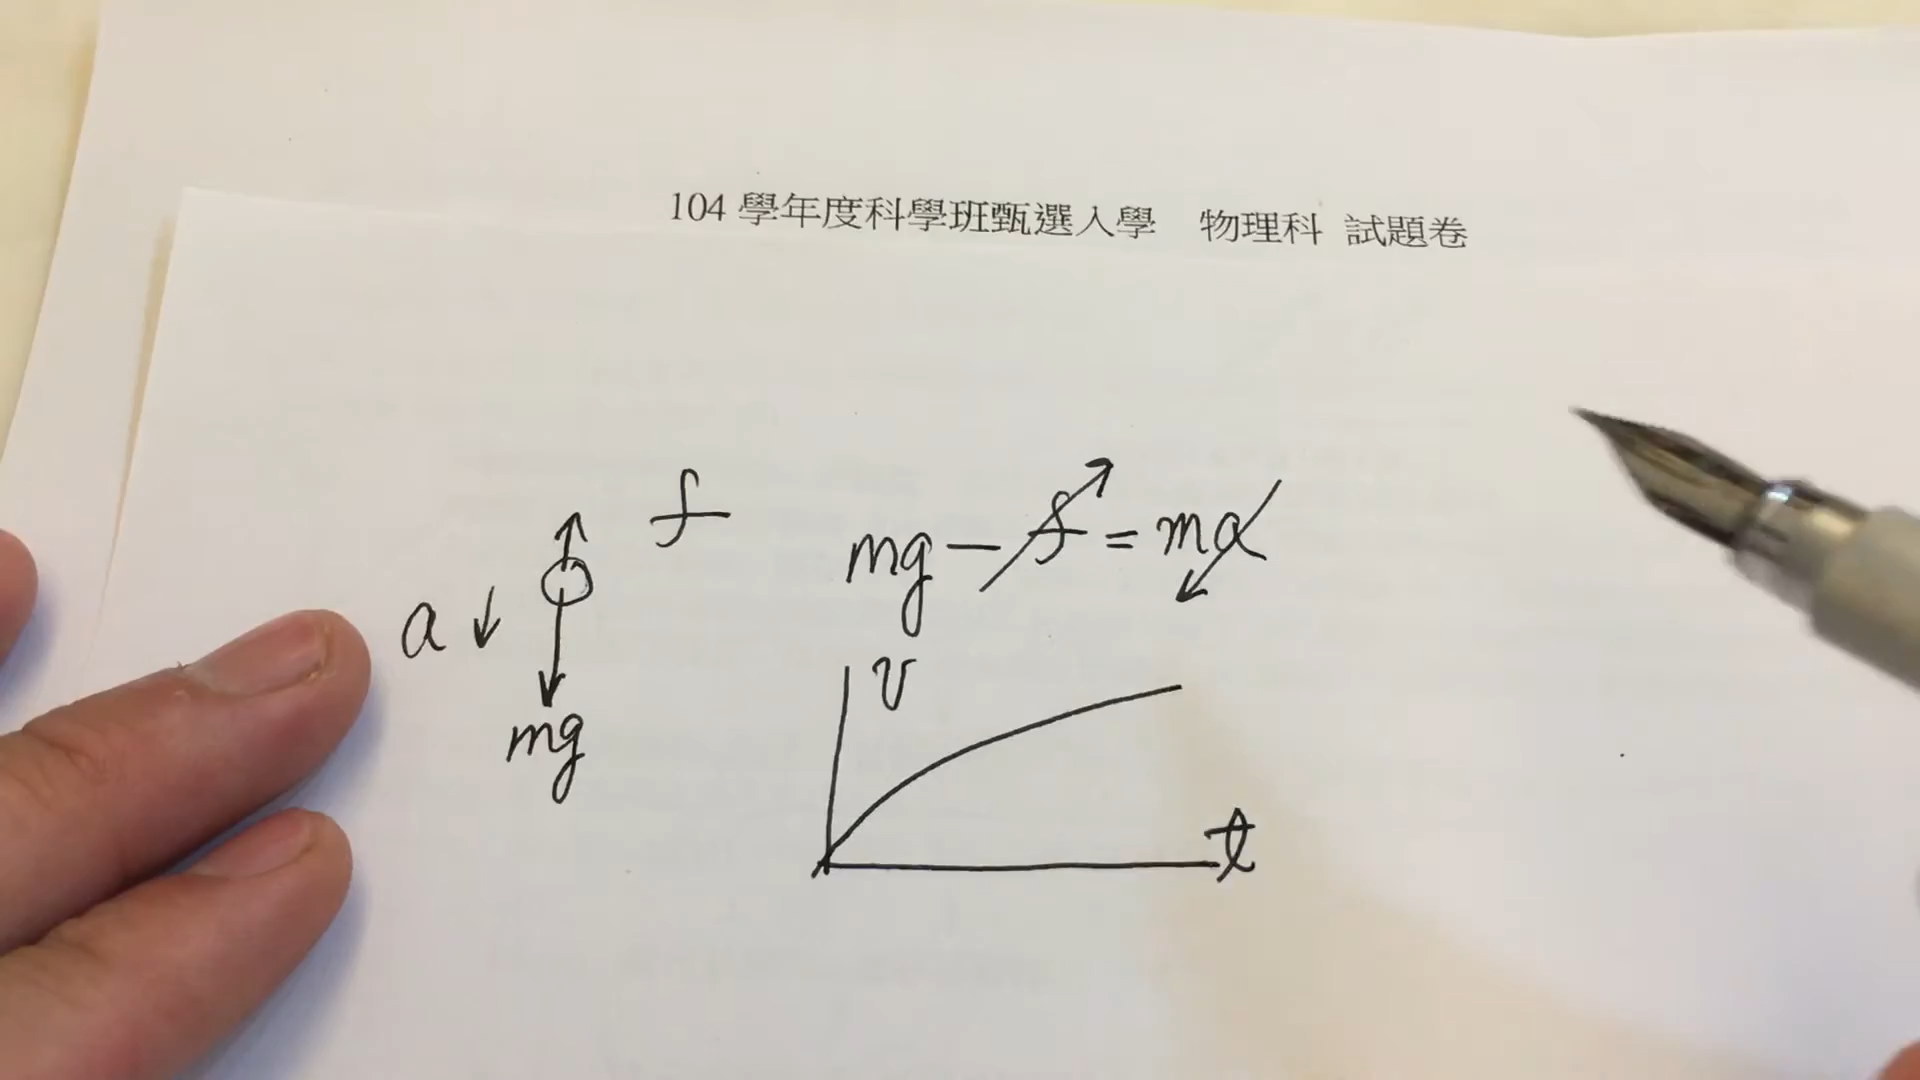 104 學年度科學班甄選入學 物理科 試題卷
f
mg - f = ma
a
mg
v
t